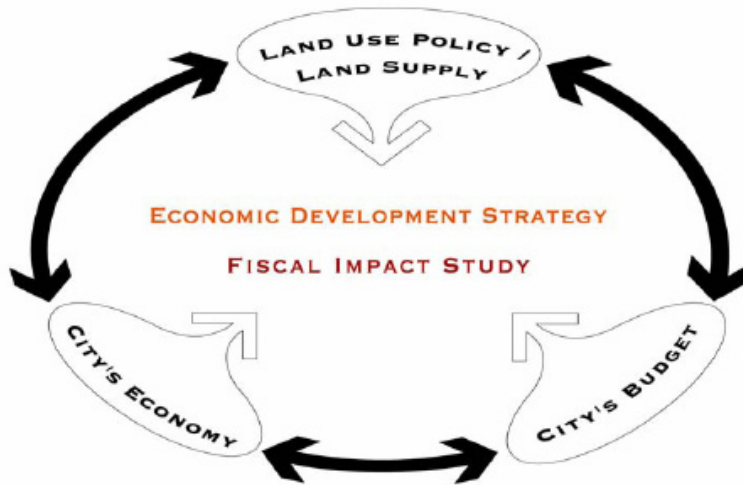 LAND USE POLICY /
LAND SUPPLY
ECONOMIC DEVELOPMENT STRATEGY
FISCAL IMPACT STUDY
CITY'S ECONOMY
CITY'S BUDGET